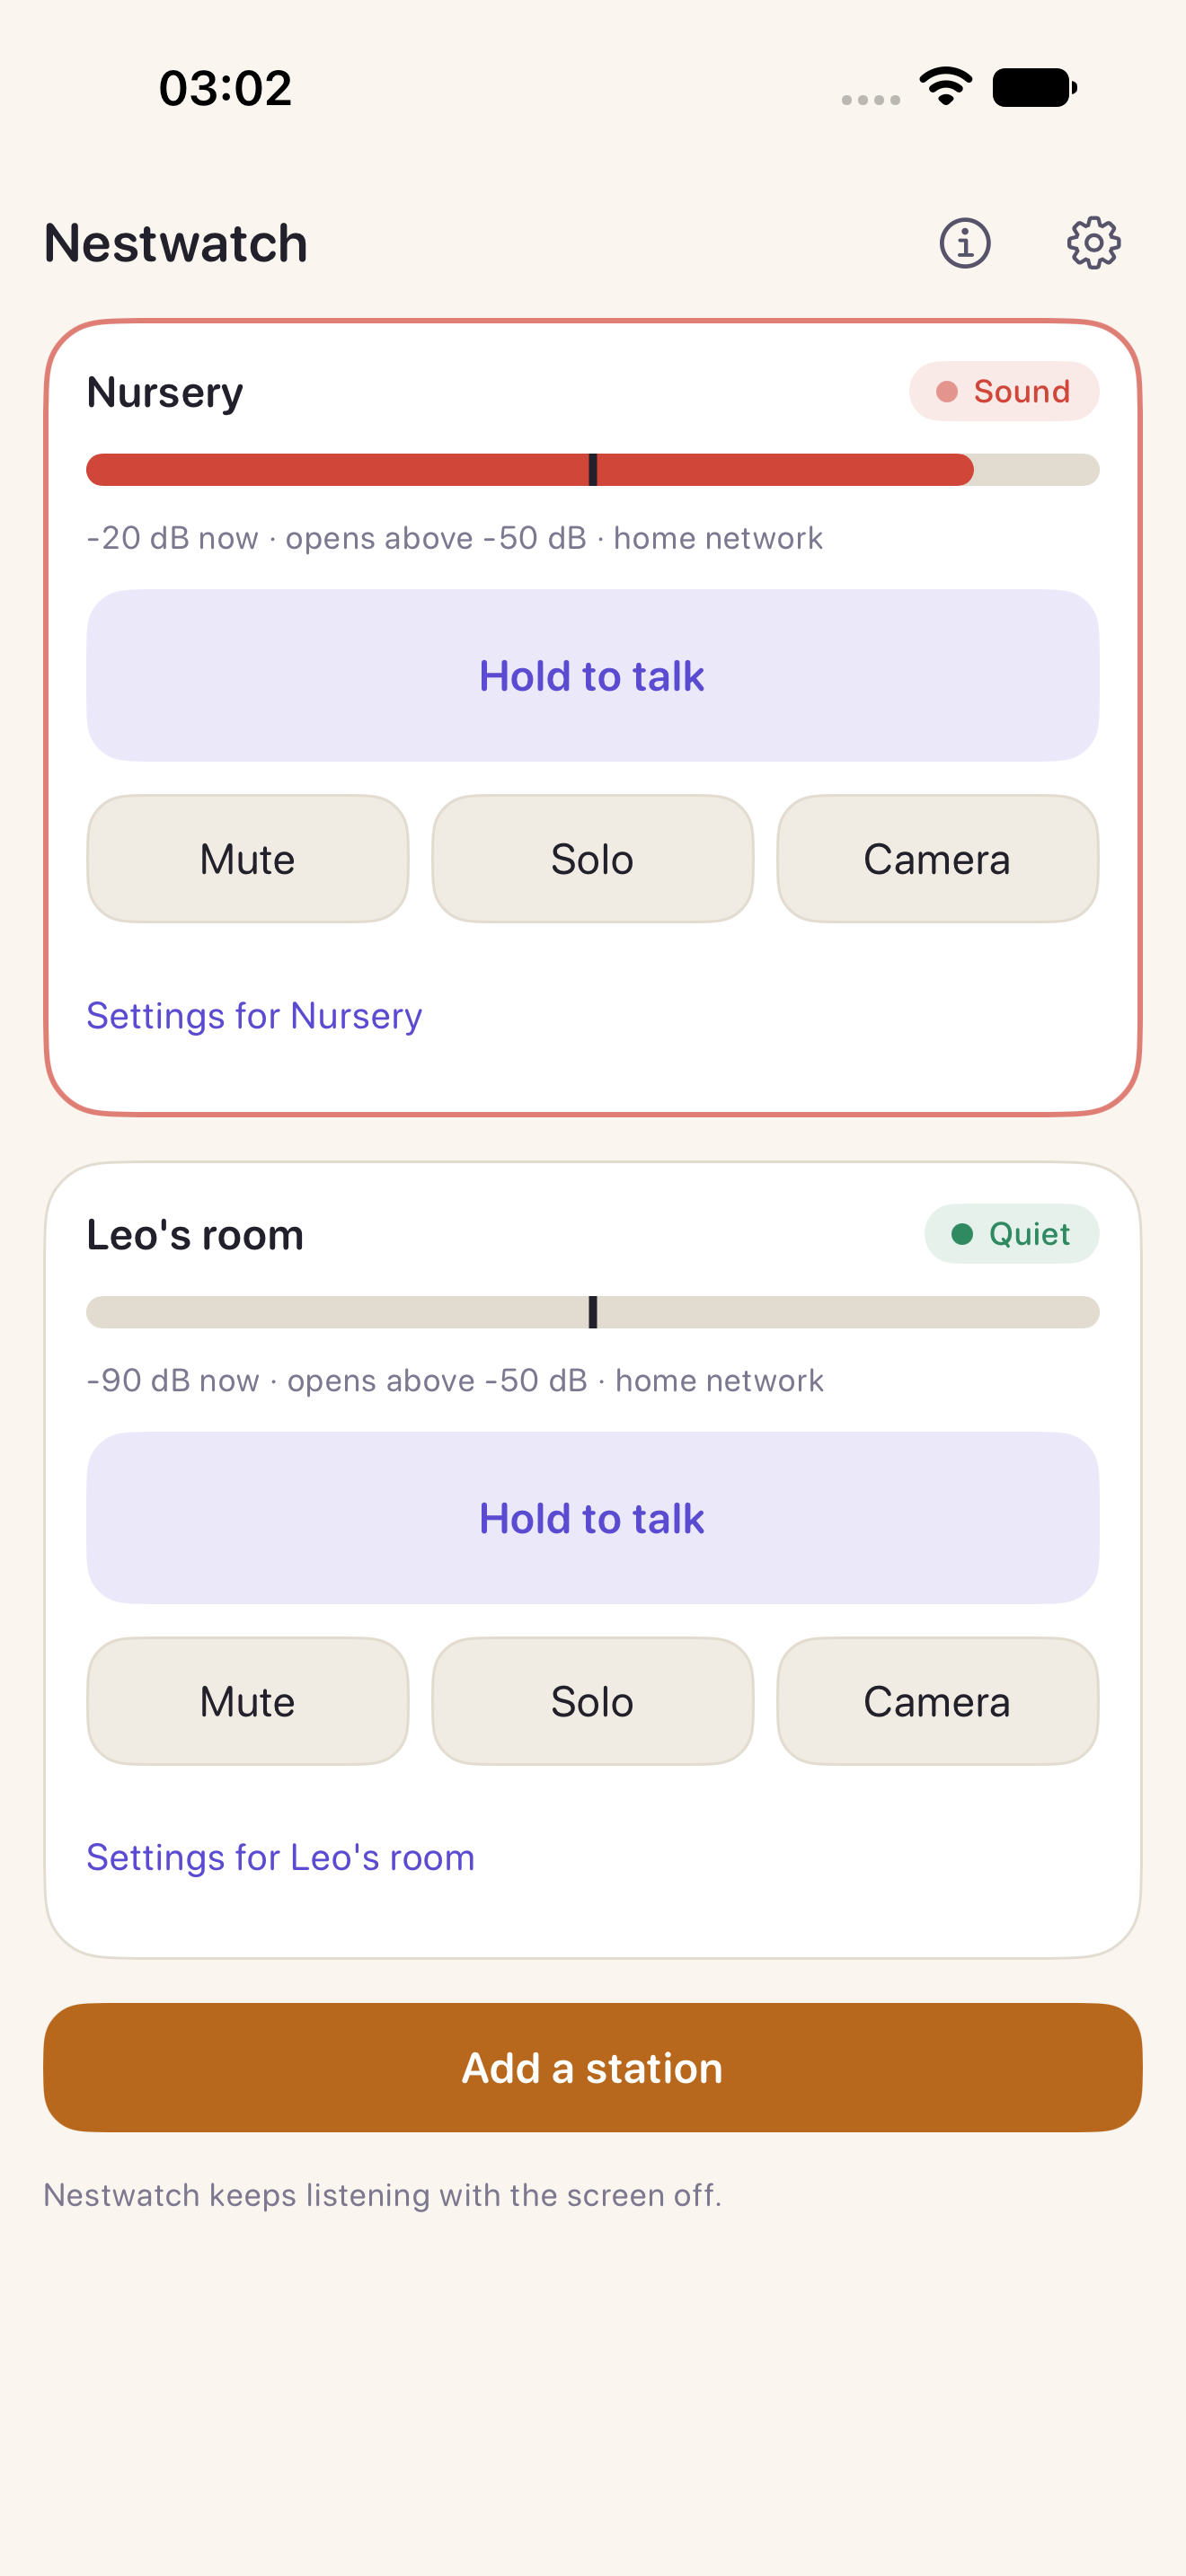 03:02
Nestwatch
Nursery
Sound
-20 dB now · opens above -50 dB · home network
Hold to talk
Mute
Solo
Camera
Settings for Nursery
Leo's room
Quiet
-90 dB now · opens above -50 dB · home network
Hold to talk
Mute
Solo
Camera
Settings for Leo's room
Add a station
Nestwatch keeps listening with the screen off.